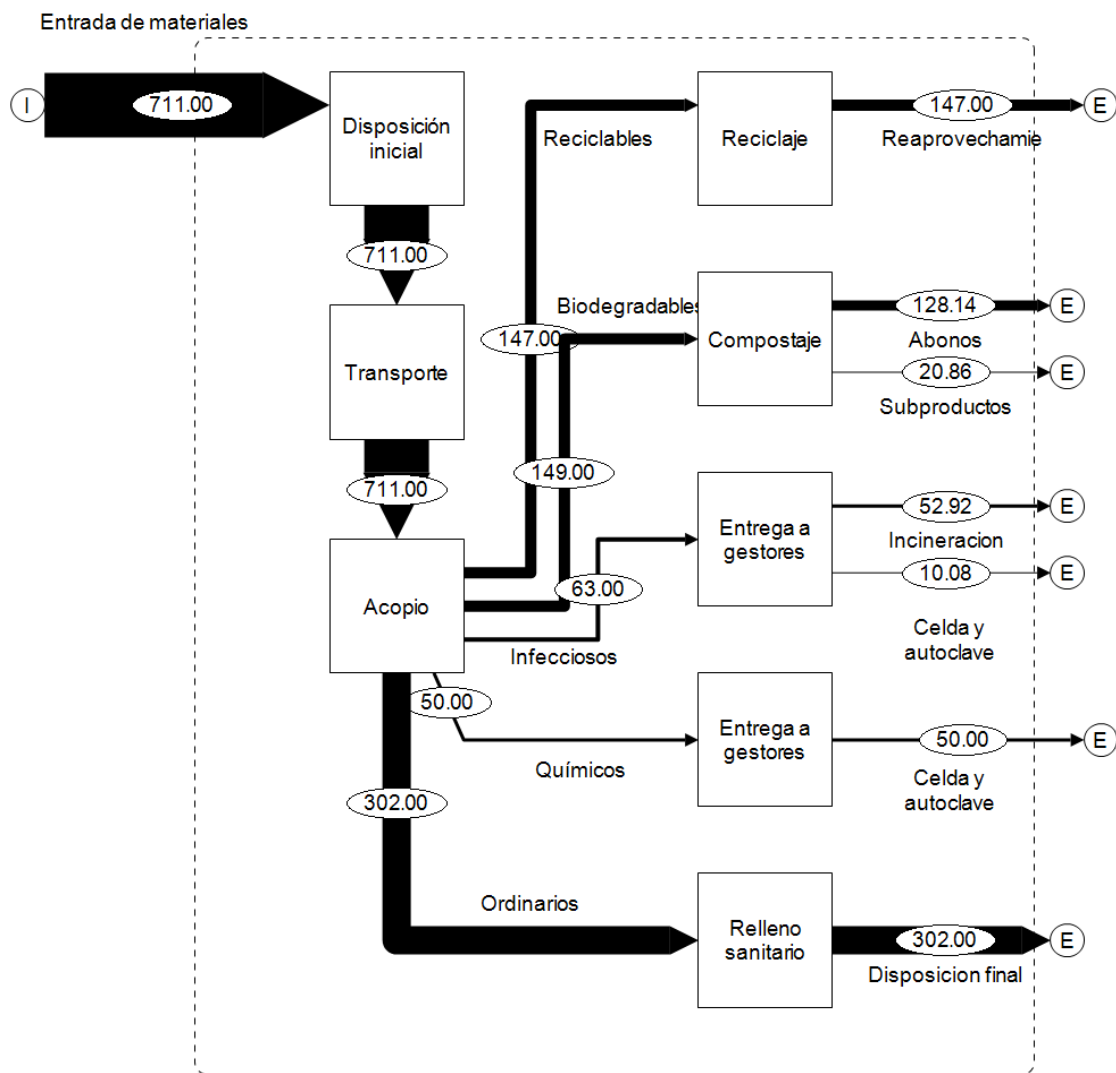 Entrada de materiales
I
711.00
Disposición
inicial
Reciclables
Reciclaje
147.00
E
Reaprovechamie
711.00
Biodegradables
147.00
Transporte
Compostaje
128.14
E
Abonos
20.86
E
Subproductos
711.00
149.00
Entrega a
gestores
52.92
E
Incineracion
10.08
E
Acopio
63.00
Infecciosos
Celda y
autoclave
50.00
Químicos
Entrega a
gestores
50.00
E
Celda y
autoclave
302.00
Ordinarios
Relleno
sanitario
302.00
E
Disposicion final